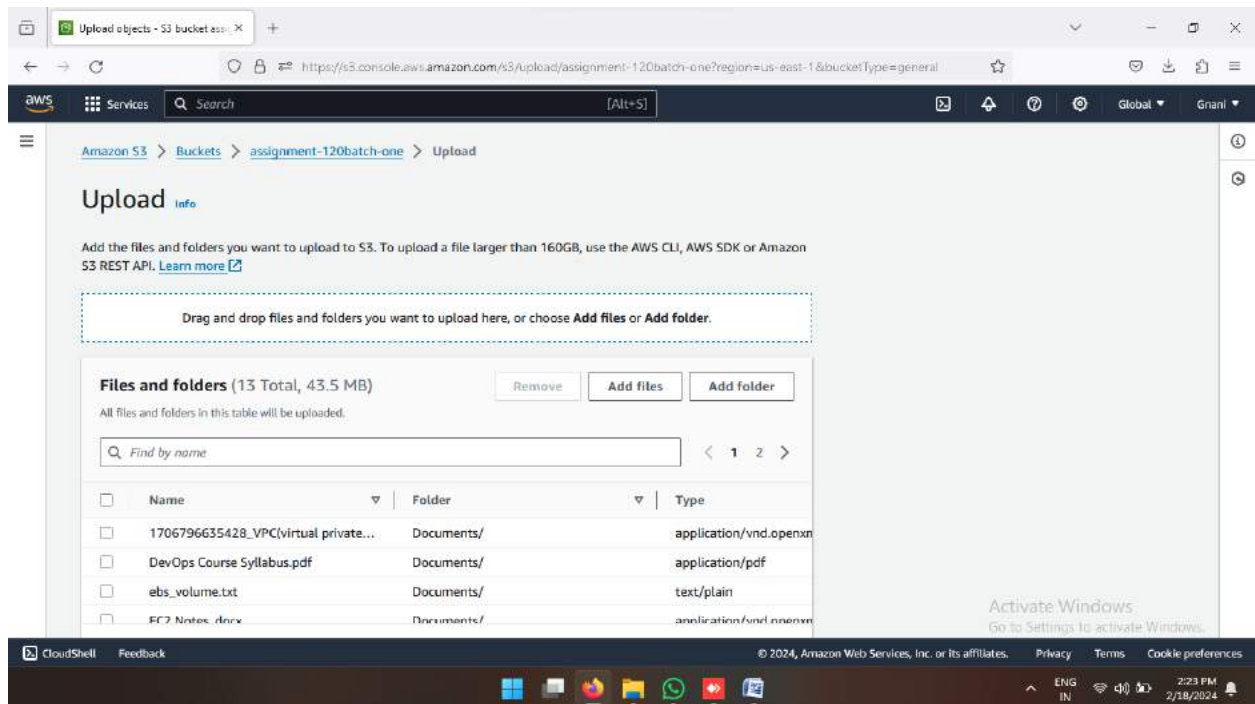 Upload objects - S3 bucket ass
https://s3.console.aws.amazon.com/s3/upload/assignment-120batch-one?region=us-east-1&bucketType=general
aws Services Search [Alt+S] Global Gnani
Amazon S3 > Buckets > assignment-120batch-one > Upload
Upload Info
Add the files and folders you want to upload to S3. To upload a file larger than 160GB, use the AWS CLI, AWS SDK or Amazon
S3 REST API. Learn more
Drag and drop files and folders you want to upload here, or choose Add files or Add folder.
Files and folders (13 Total, 43.5 MB) Remove Add files Add folder
All files and folders in this table will be uploaded.
Find by name 1 2
Name Folder Type
1706796635428_VPC(virtual private... Documents/ application/vnd.openxm
DevOps Course Syllabus.pdf Documents/ application/pdf
ebs_volume.txt Documents/ text/plain
EC2 Notes.docx Documents/ application/vnd.openxm
Activate Windows
Go to Settings to activate Windows.
CloudShell Feedback © 2024, Amazon Web Services, Inc. or its affiliates. Privacy Terms Cookie preferences
ENG 2:23 PM
IN 2/18/2024